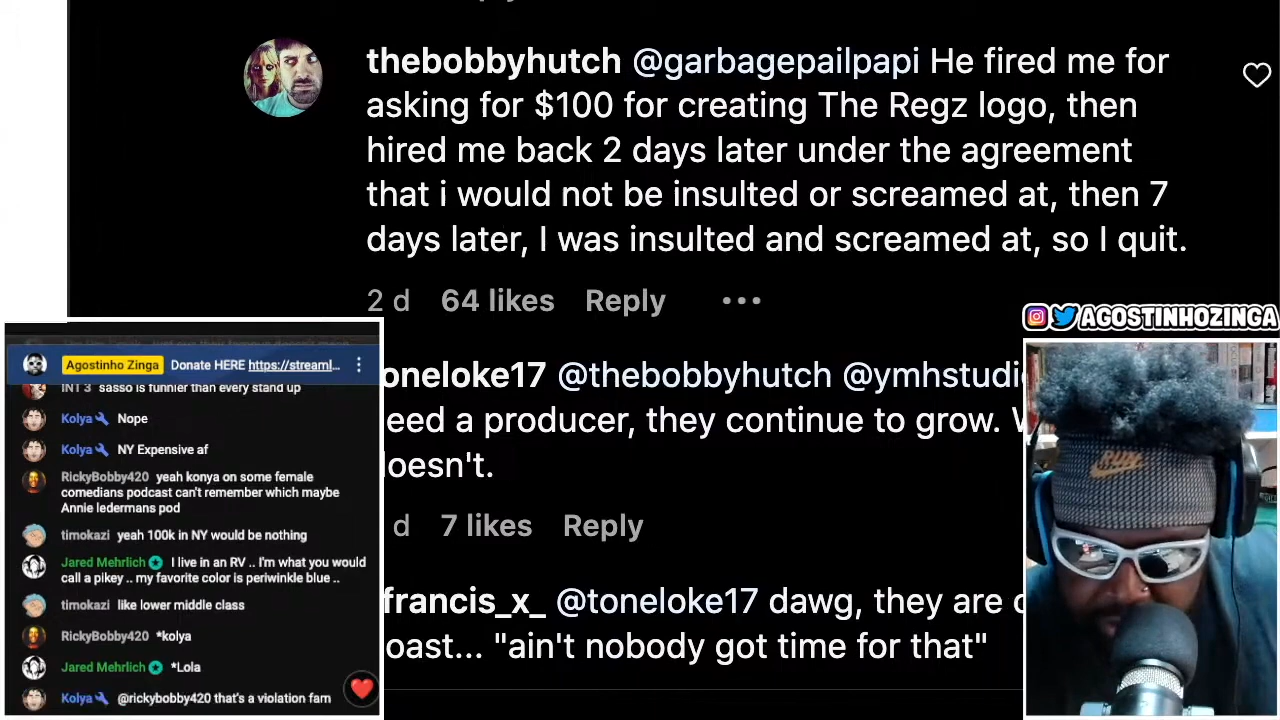 thebobbyhutch @garbagepailpapi He fired me for
asking for $100 for creating The Regz logo, then
hired me back 2 days later under the agreement
that i would not be insulted or screamed at, then 7
days later, I was insulted and screamed at, so I quit.
2 d 64 likes Reply •••
oneloke17 @thebobbyhutch @ymhstudi
eed a producer, they continue to grow.
oesn't.
d 7 likes Reply
francis_x_ @toneloke17 dawg, they are
oast... "ain't nobody got time for that"
Agostinho Zinga Donate HERE https://streaml...
INT 3 sasso is funnier than every stand up
Kolya Nope
Kolya NY Expensive af
RickyBobby420 yeah konya on some female
comedians podcast can't remember which maybe
Annie ledermans pod
timokazi yeah 100k in NY would be nothing
Jared Mehrlich I live in an RV .. I'm what you would
call a pikey .. my favorite color is periwinkle blue ..
timokazi like lower middle class
RickyBobby420 *kolya
Jared Mehrlich *Lola
Kolya @rickybobby420 that's a violation fam
AGOSTINHOZINGA
RUN